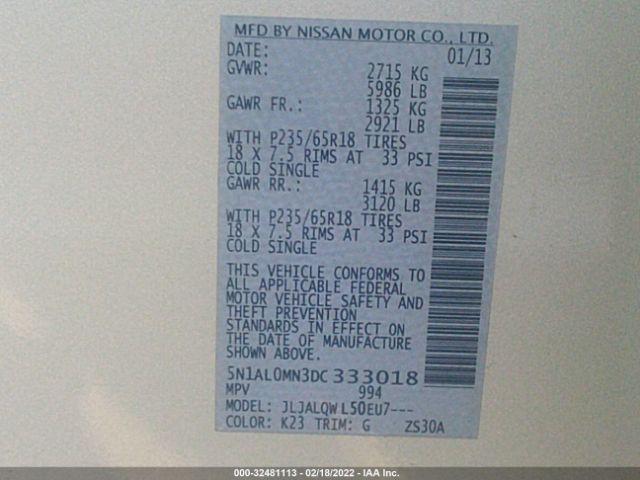 MFD BY NISSAN MOTOR CO., LTD.
DATE: 01/13
GVWR: 2715 KG
5986 LB
GAWR FR.: 1325 KG
2921 LB
WITH P235/65R18 TIRES
18 X 7.5 RIMS AT 33 PSI
COLD SINGLE
GAWR RR.: 1415 KG
3120 LB
WITH P235/65R18 TIRES
18 X 7.5 RIMS AT 33 PSI
COLD SINGLE
THIS VEHICLE CONFORMS TO
ALL APPLICABLE FEDERAL
MOTOR VEHICLE SAFETY AND
THEFT PREVENTION
STANDARDS IN EFFECT ON
THE DATE OF MANUFACTURE
SHOWN ABOVE.
5N1AL0MN3DC 333018
MPV 994
MODEL: JLJALQW L50EU7---
COLOR: K23 TRIM: G ZS30A
000-32481113 - 02/18/2022 - IAA Inc.